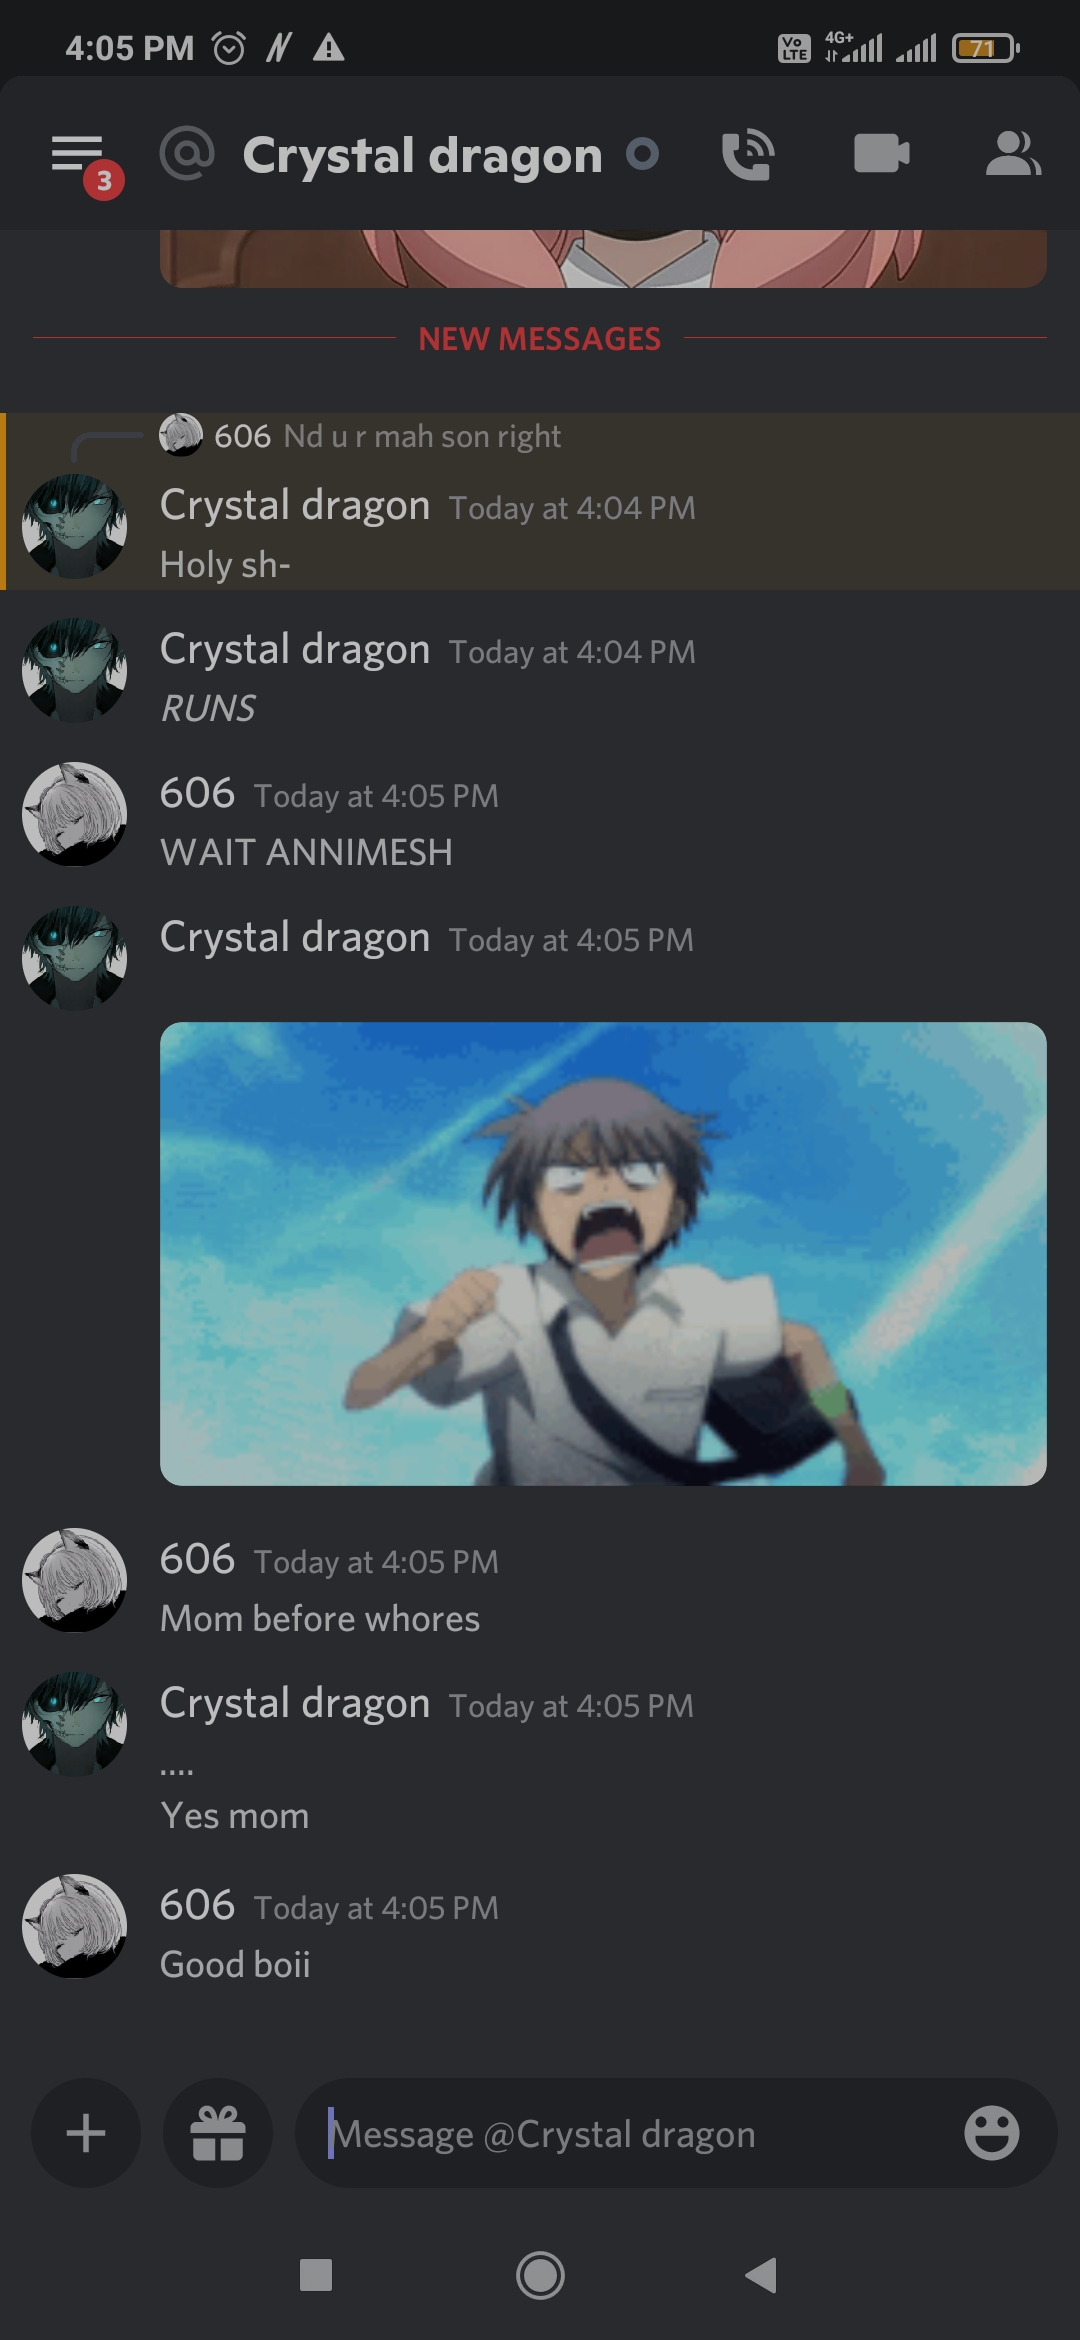 4:05 PM
Vo
LTE
4G+
71
3
Crystal dragon
NEW MESSAGES
606 Nd u r mah son right
Crystal dragon Today at 4:04 PM
Holy sh-
Crystal dragon Today at 4:04 PM
RUNS
606 Today at 4:05 PM
WAIT ANNIMESH
Crystal dragon Today at 4:05 PM
606 Today at 4:05 PM
Mom before whores
Crystal dragon Today at 4:05 PM
....
Yes mom
606 Today at 4:05 PM
Good boii
Message @Crystal dragon